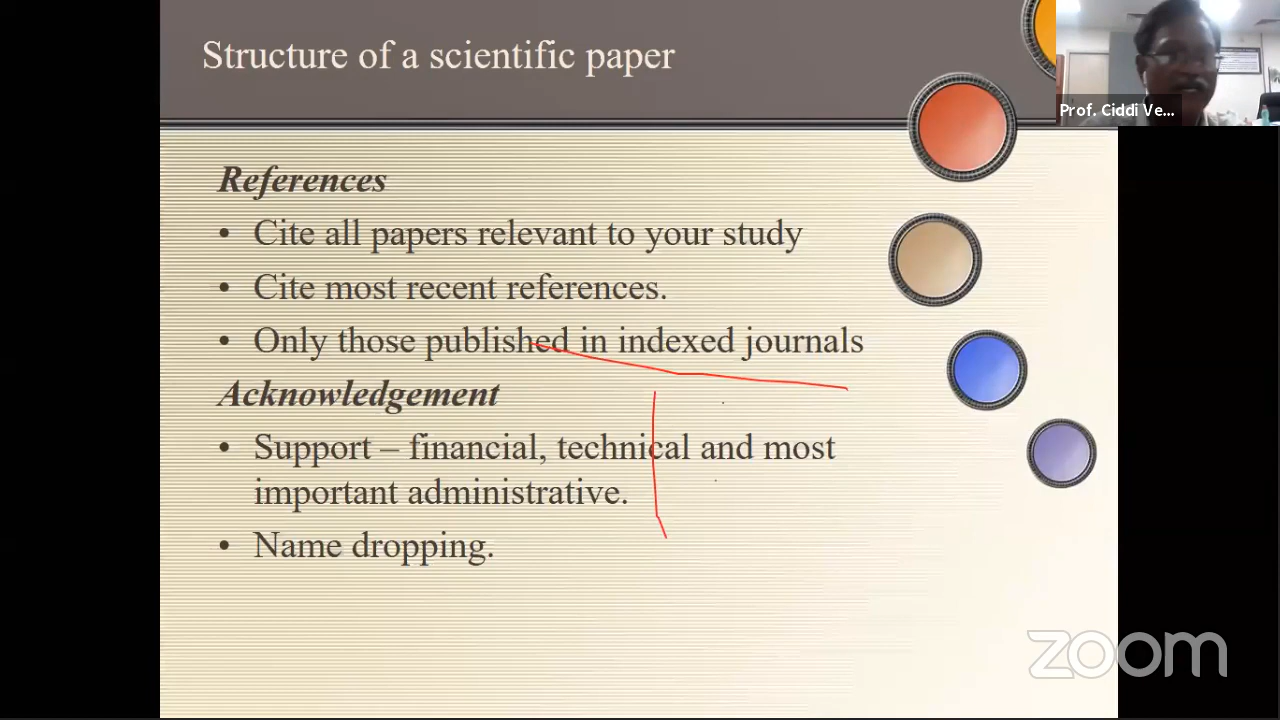 Structure of a scientific paper
Prof. Ciddi Ve...
References
• Cite all papers relevant to your study
• Cite most recent references.
• Only those published in indexed journals
Acknowledgement
• Support – financial, technical and most
important administrative.
• Name dropping.
zoom